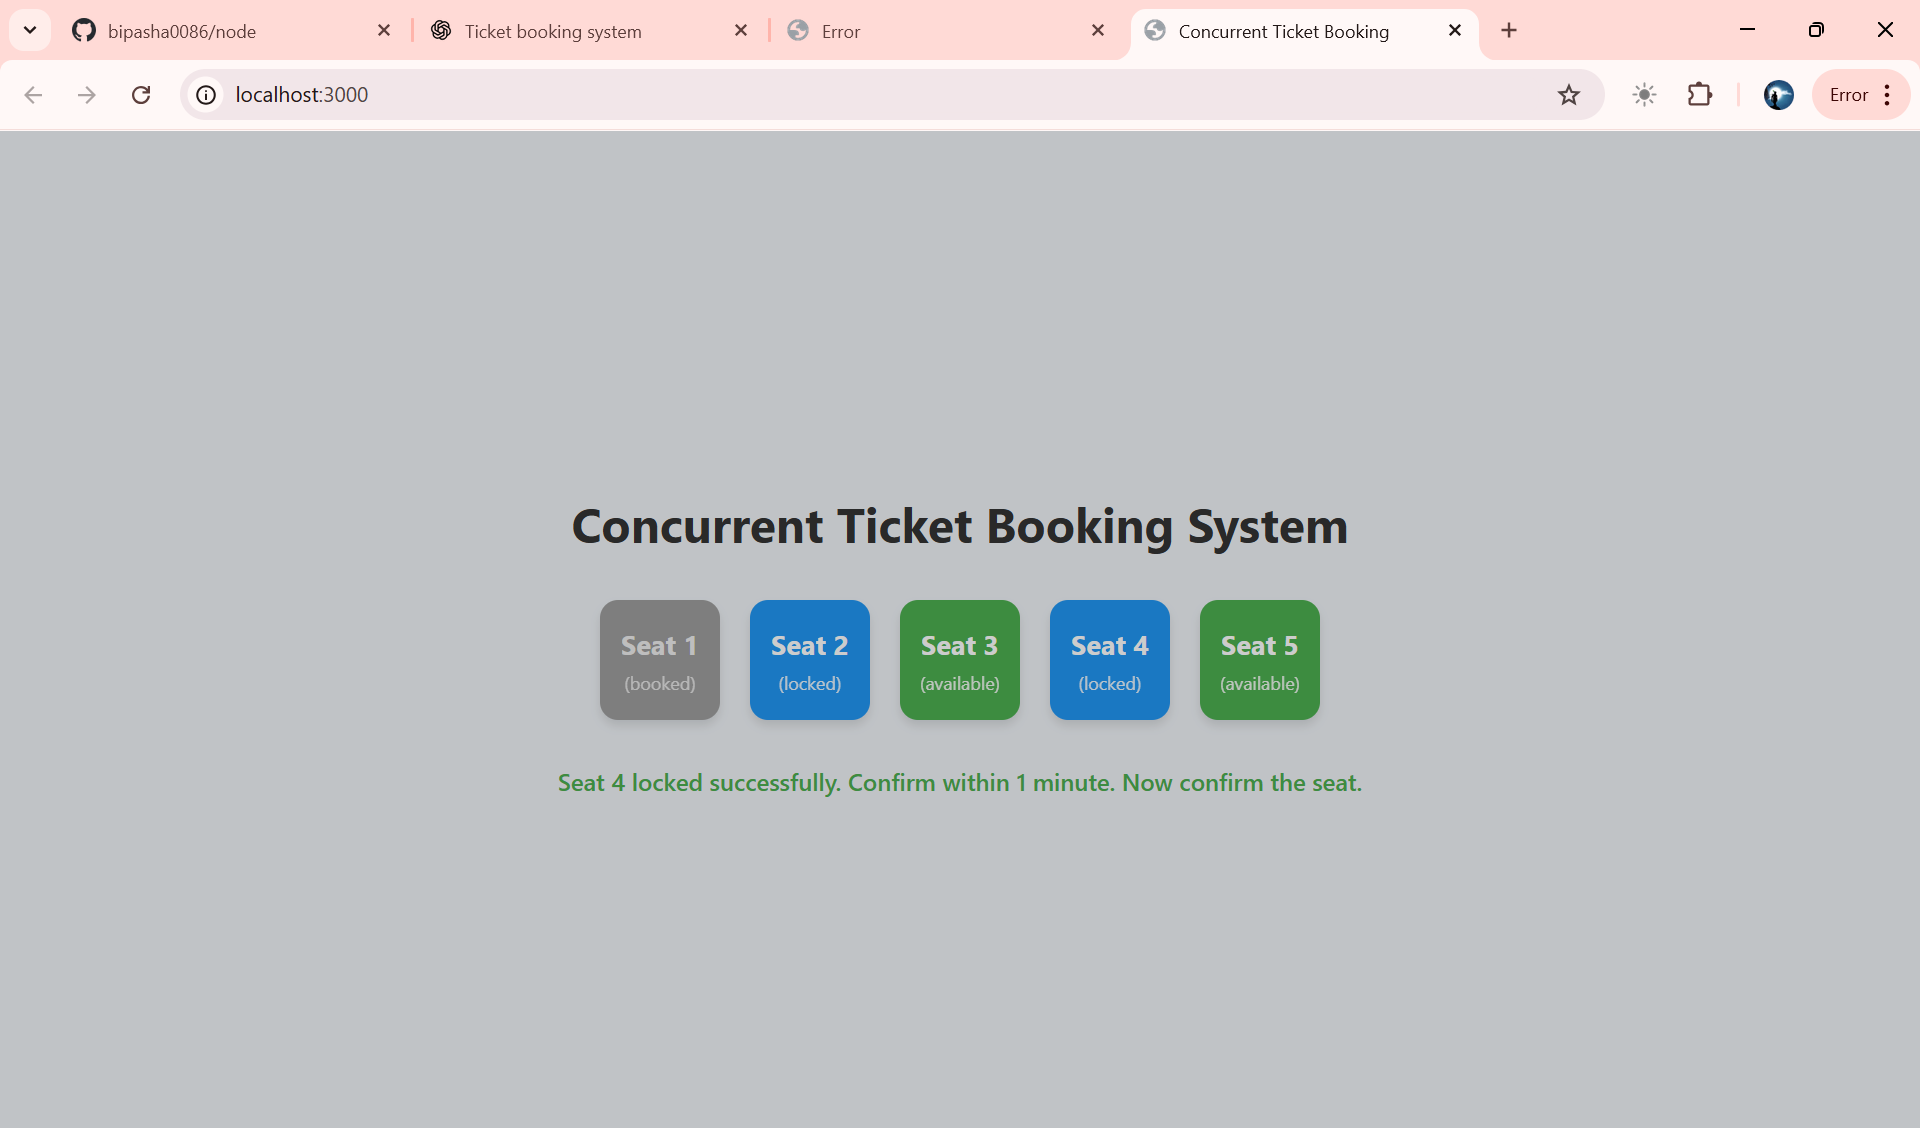 bipasha0086/node
Ticket booking system
Error
Concurrent Ticket Booking
localhost:3000
Error
Concurrent Ticket Booking System
Seat 1
(booked)
Seat 2
(locked)
Seat 3
(available)
Seat 4
(locked)
Seat 5
(available)
Seat 4 locked successfully. Confirm within 1 minute. Now confirm the seat.